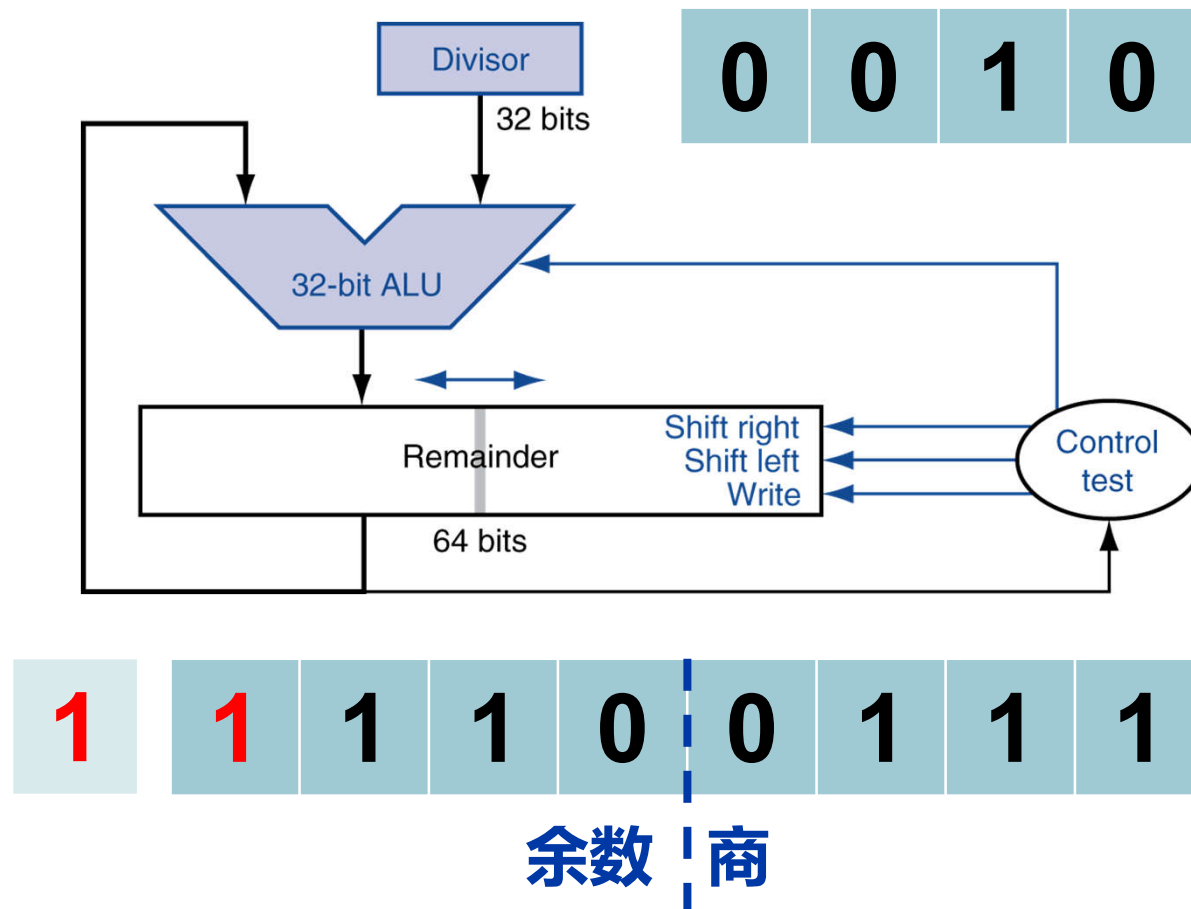 Divisor
0 0 1 0
32 bits
32-bit ALU
Remainder
Shift right
Shift left
Write
Control
test
64 bits
1 1 1 1 0 0 1 1 1
余数 商